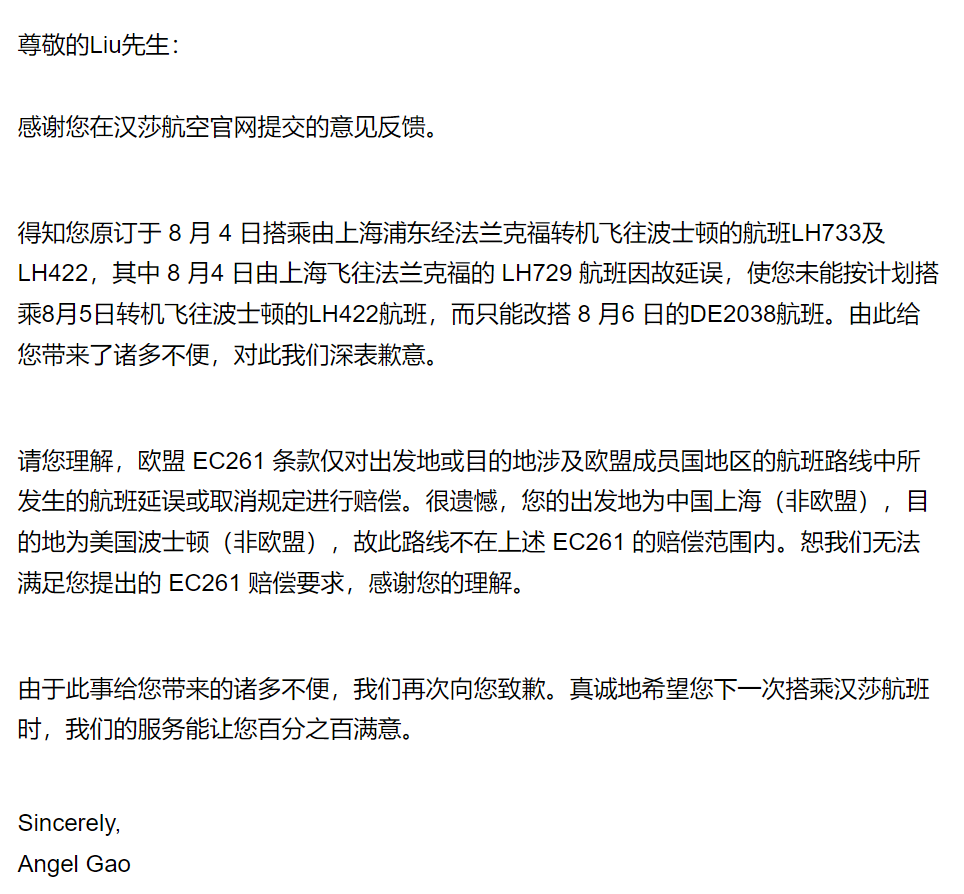 尊敬的Liu先生：
感谢您在汉莎航空官网提交的意见反馈。
得知您原订于 8 月 4 日搭乘由上海浦东经法兰克福转机飞往波士顿的航班LH733及
LH422，其中 8 月4 日由上海飞往法兰克福的 LH729 航班因故延误，使您未能按计划搭
乘8月5日转机飞往波士顿的LH422航班，而只能改搭 8 月6 日的DE2038航班。由此给
您带来了诸多不便，对此我们深表歉意。
请您理解，欧盟 EC261 条款仅对出发地或目的地涉及欧盟成员国地区的航班路线中所
发生的航班延误或取消规定进行赔偿。很遗憾，您的出发地为中国上海（非欧盟），目
的地为美国波士顿（非欧盟），故此路线不在上述 EC261 的赔偿范围内。恕我们无法
满足您提出的 EC261 赔偿要求，感谢您的理解。
由于此事给您带来的诸多不便，我们再次向您致歉。真诚地希望您下一次搭乘汉莎航班
时，我们的服务能让您百分之百满意。
Sincerely,
Angel Gao